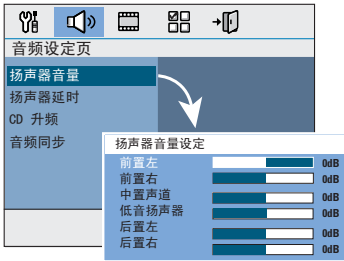 音频设定页
扬声器音量
扬声器延时
CD 升频
音频同步
扬声器音量设定
前置左 0dB
前置右 0dB
中置声道 0dB
低音扬声器 0dB
后置左 0dB
后置右 0dB